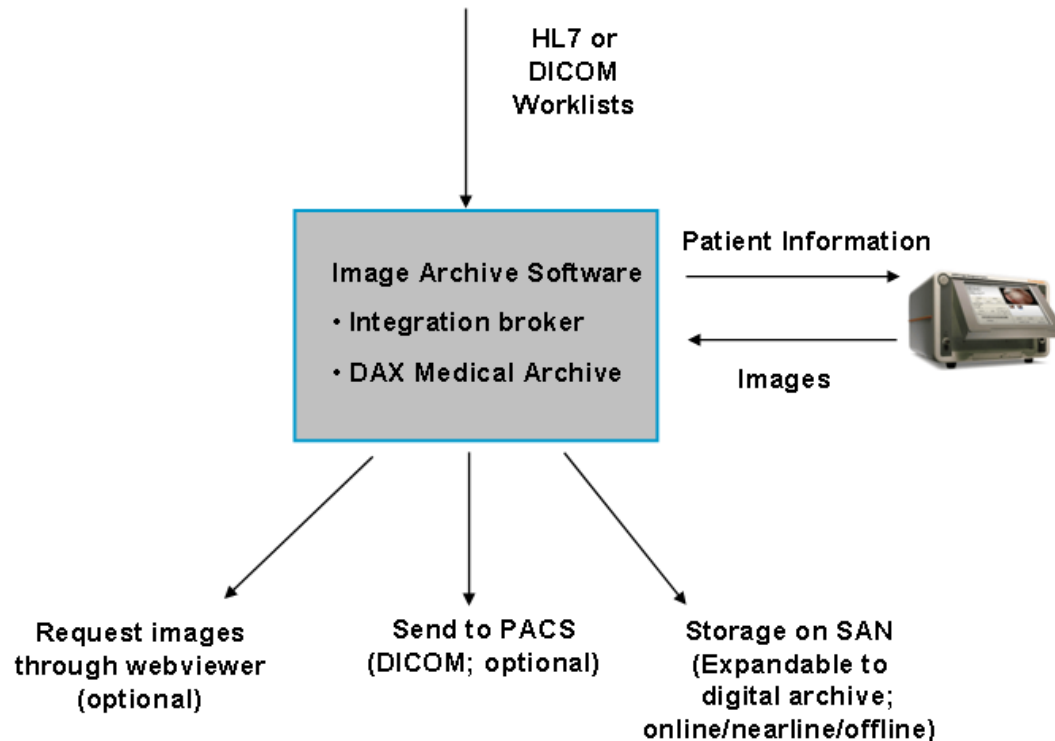 HL7 or
DICOM
Worklists
Image Archive Software
• Integration broker
• DAX Medical Archive
Patient Information
Images
Request images
through webviewer
(optional)
Send to PACS
(DICOM; optional)
Storage on SAN
(Expandable to
digital archive;
online/nearline/offline)